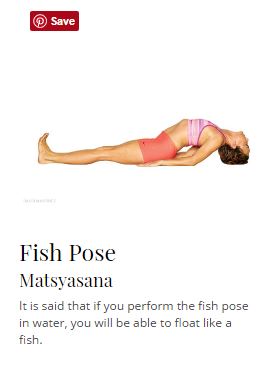 Save
Fish Pose
Matsyasana
It is said that if you perform the fish pose
in water, you will be able to float like a
fish.